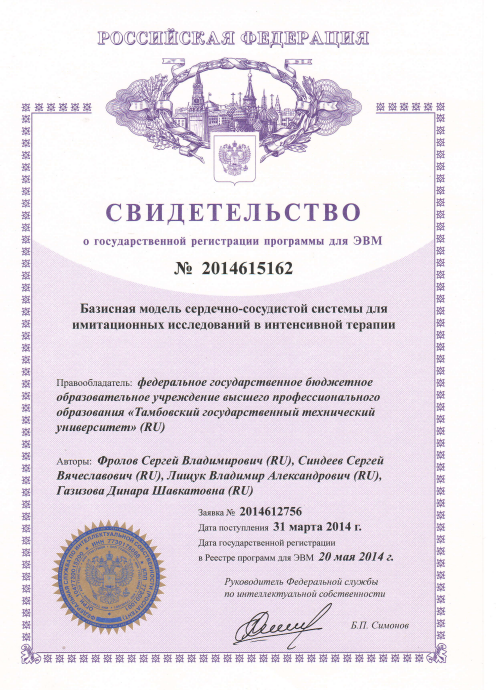 РОССИЙСКАЯ ФЕДЕРАЦИЯ
СВИДЕТЕЛЬСТВО
о государственной регистрации программы для ЭВМ
№ 2014615162
Базисная модель сердечно-сосудистой системы для
имитационных исследований в интенсивной терапии
Правообладатель: федеральное государственное бюджетное
образовательное учреждение высшего профессионального
образования «Тамбовский государственный технический
университет» (RU)
Авторы: Фролов Сергей Владимирович (RU), Синдеев Сергей
Вячеславович (RU), Лищук Владимир Александрович (RU),
Газизова Динара Шавкатовна (RU)
Заявка № 2014612756
Дата поступления 31 марта 2014 г.
Дата государственной регистрации
в Реестре программ для ЭВМ 20 мая 2014 г.
Руководитель Федеральной службы
по интеллектуальной собственности
Б.П. Симонов